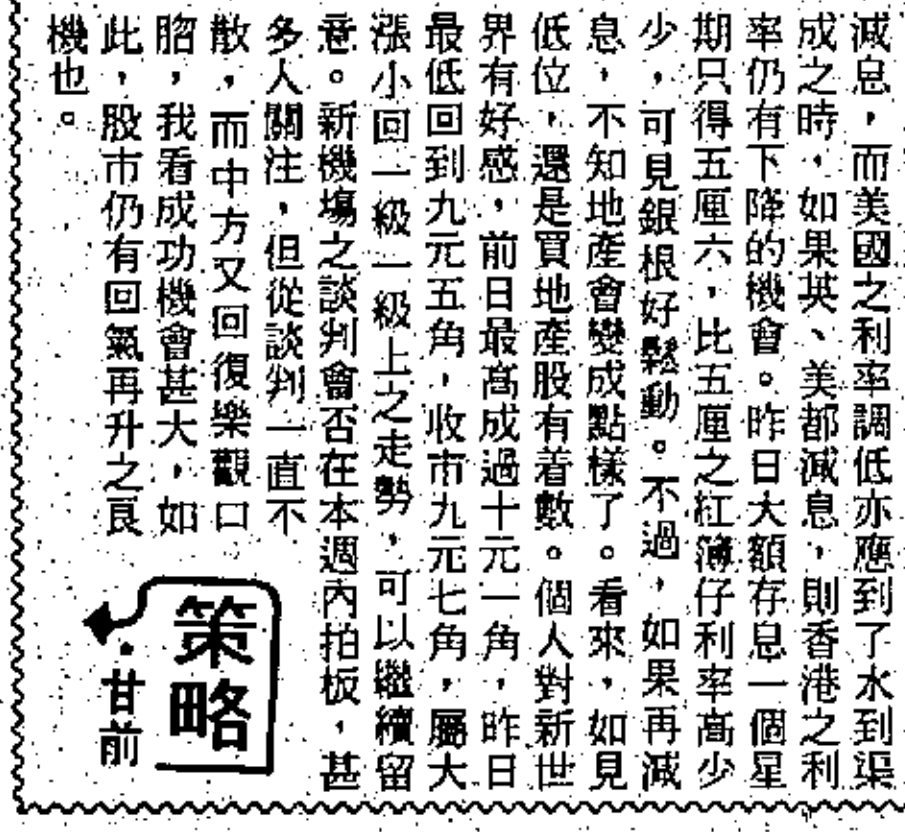 減息，而美國之利率調低亦應到了水到渠
成之時，如果英、美都減息，則香港之利
率仍有下降的機會。昨日大額存息一個星
期只得五厘六，比五厘之紅簿仔利率高少
少，可見銀根好鬆動。不過，如果再減
息，不知地產會變成點樣了。看來，如見
低位，還是買地產股有着數。個人對新世
界有好感，前日最高成過十元一角，昨日
最低回到九元五角，收市九元七角，屬大
漲小回一級一級上之走勢，可以繼續留
意。新機塲之談判會否在本週內拍板，甚
多人關注，但從談判一直不
散，而中方又回復樂觀口
脗，我看成功機會甚大，如
此，股市仍有回氣再升之良
機也。
策略
·甘前